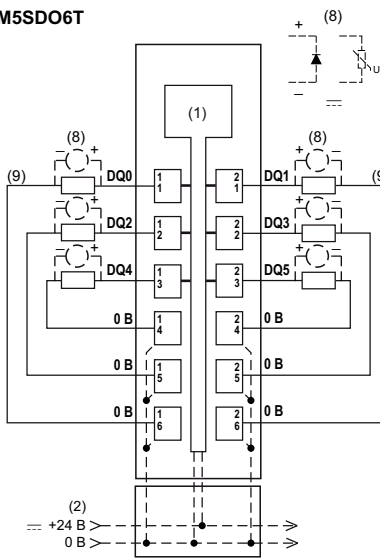 M5SDO6T
(8)
+
U
−
(1)
(8)
(8)
(9)
− + DQ0 1 1 2 1 DQ1 + −
(9
− + DQ2 1 2 2 2 DQ3 + −
− + DQ4 1 3 2 3 DQ5 + −
0 В 1 4 2 4 0 В
0 В 1 5 2 5 0 В
0 В 1 6 2 6 0 В
(2)
+24 В
0 В